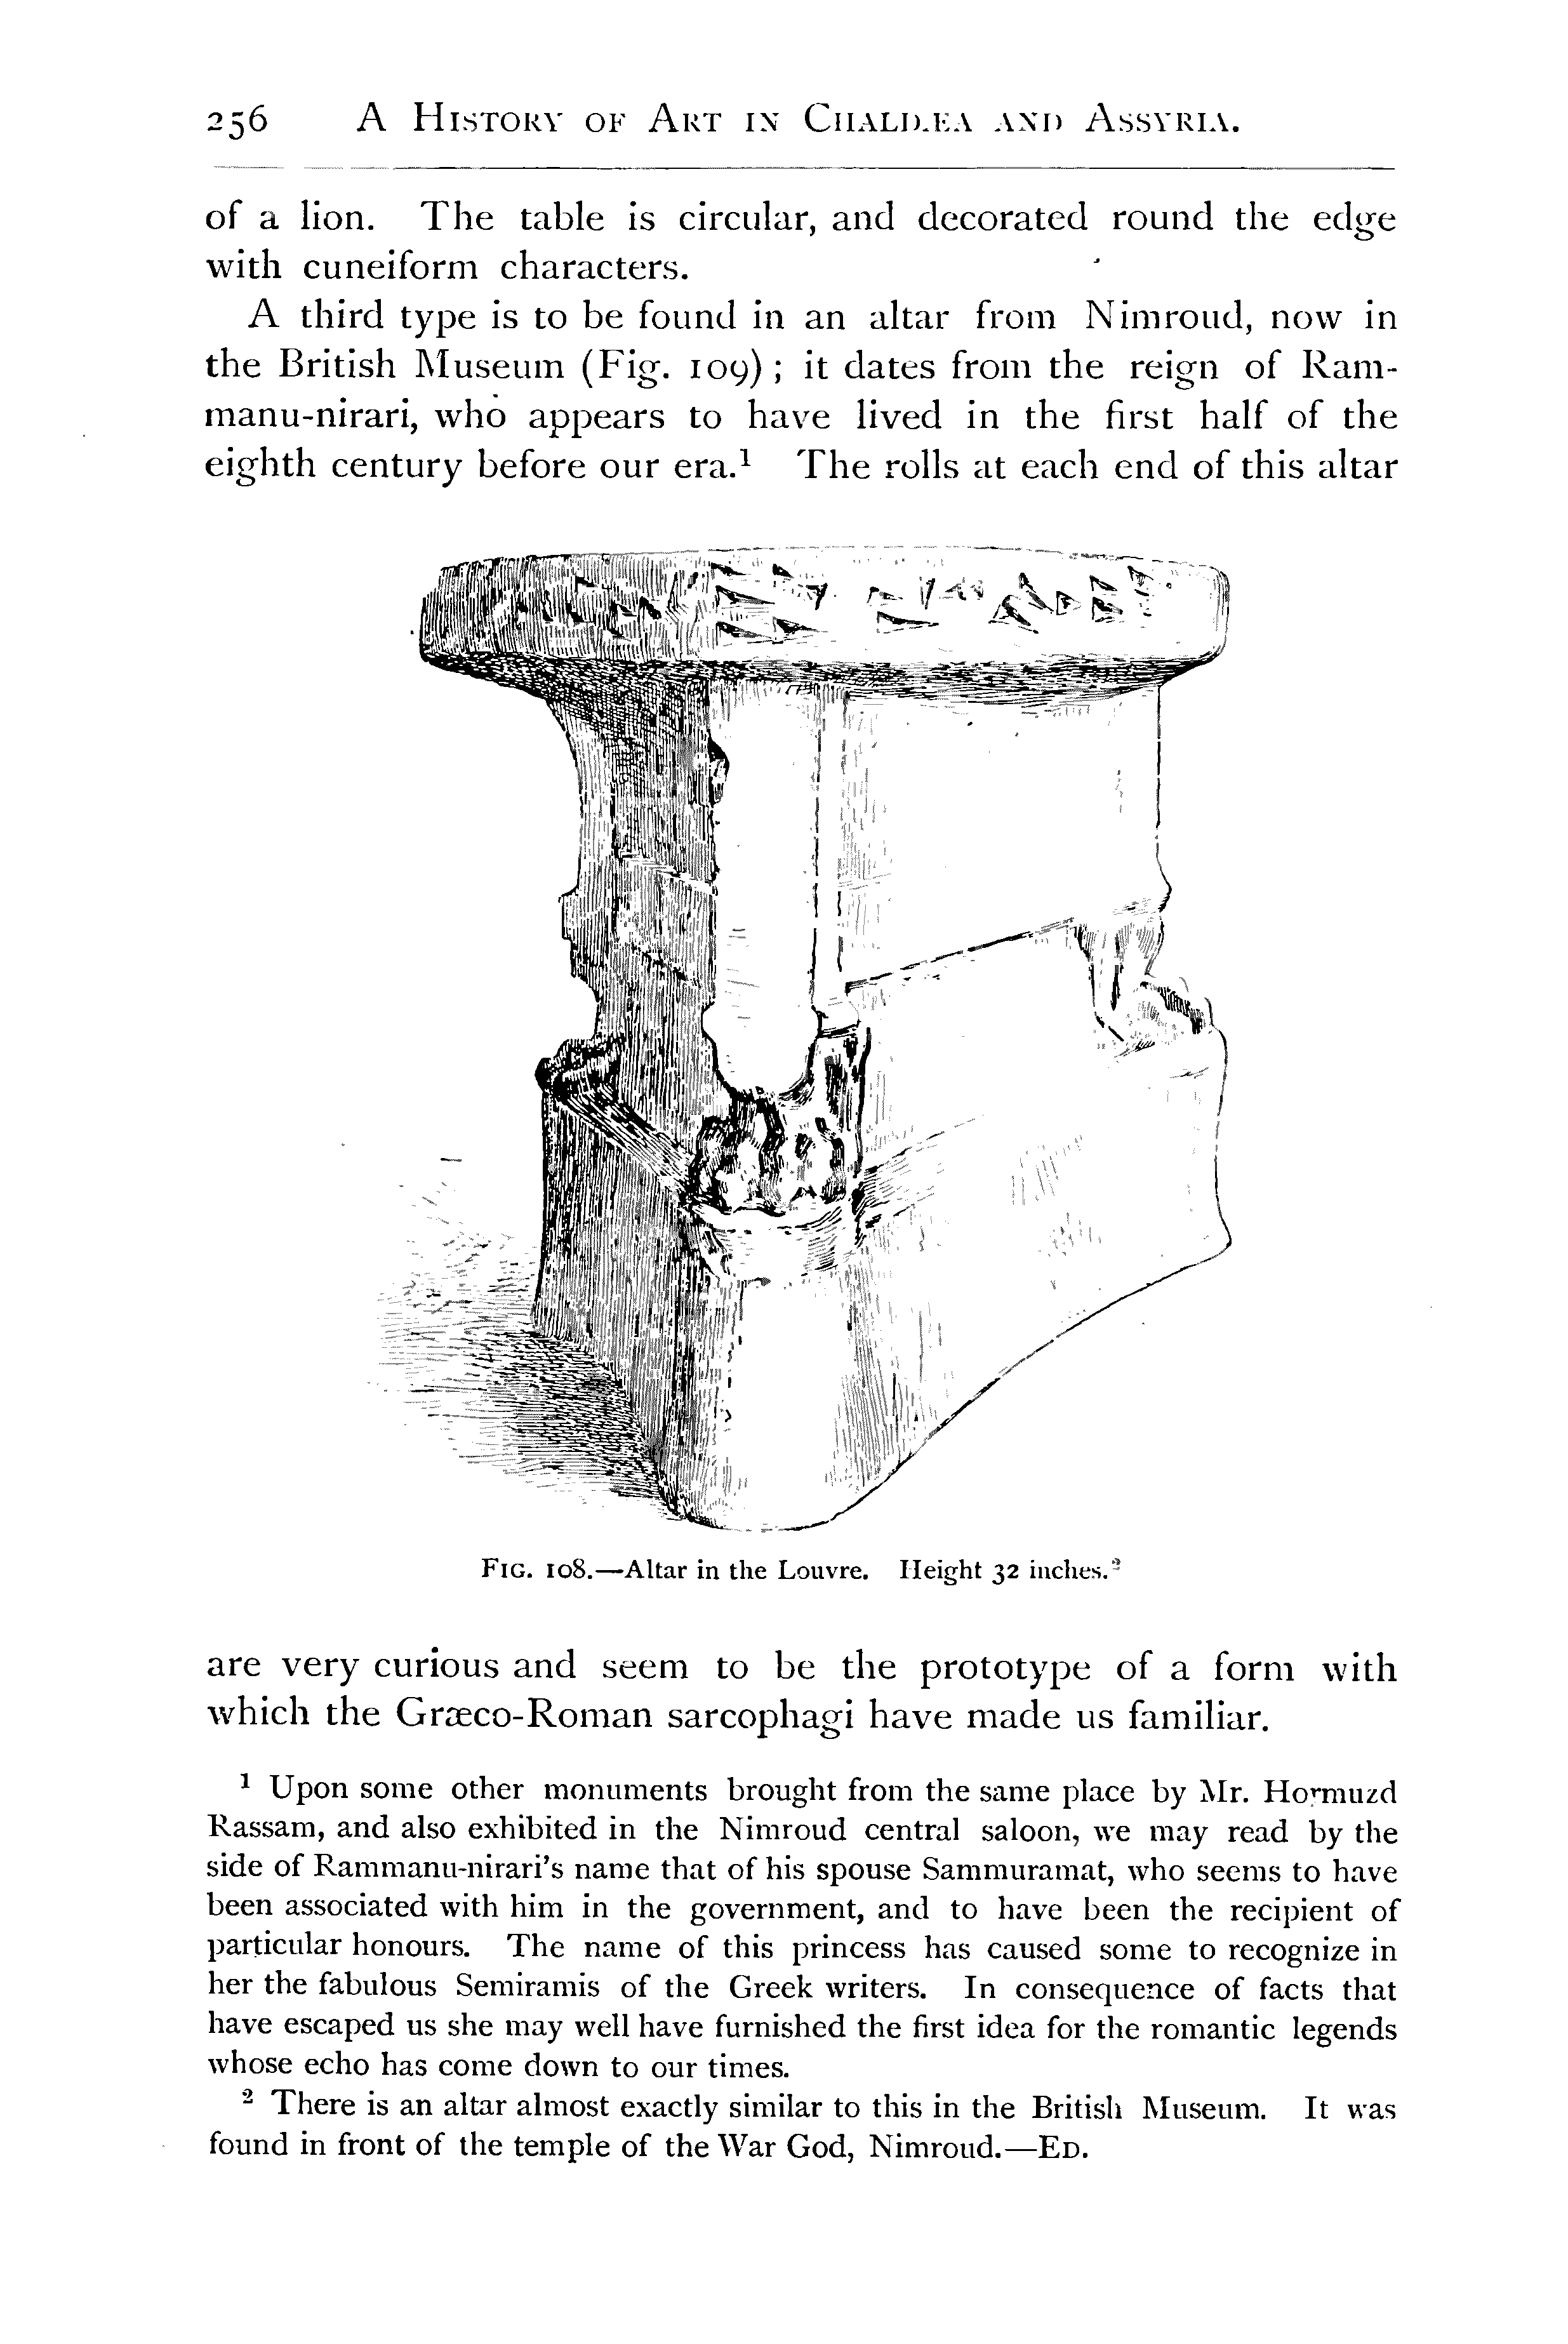 256 A History of Art in Chaldæa and Assyria.
of a lion. The table is circular, and decorated round the edge
with cuneiform characters.
A third type is to be found in an altar from Nimroud, now in
the British Museum (Fig. 109) ; it dates from the reign of Ram-
manu-nirari, who appears to have lived in the first half of the
eighth century before our era.¹ The rolls at each end of this altar
Fig. 108.—Altar in the Louvre. Height 32 inches.²
are very curious and seem to be the prototype of a form with
which the Græco-Roman sarcophagi have made us familiar.
¹ Upon some other monuments brought from the same place by Mr. Hormuzd
Rassam, and also exhibited in the Nimroud central saloon, we may read by the
side of Rammanu-nirari's name that of his spouse Sammuramat, who seems to have
been associated with him in the government, and to have been the recipient of
particular honours. The name of this princess has caused some to recognize in
her the fabulous Semiramis of the Greek writers. In consequence of facts that
have escaped us she may well have furnished the first idea for the romantic legends
whose echo has come down to our times.
² There is an altar almost exactly similar to this in the British Museum. It was
found in front of the temple of the War God, Nimroud.—Ed.